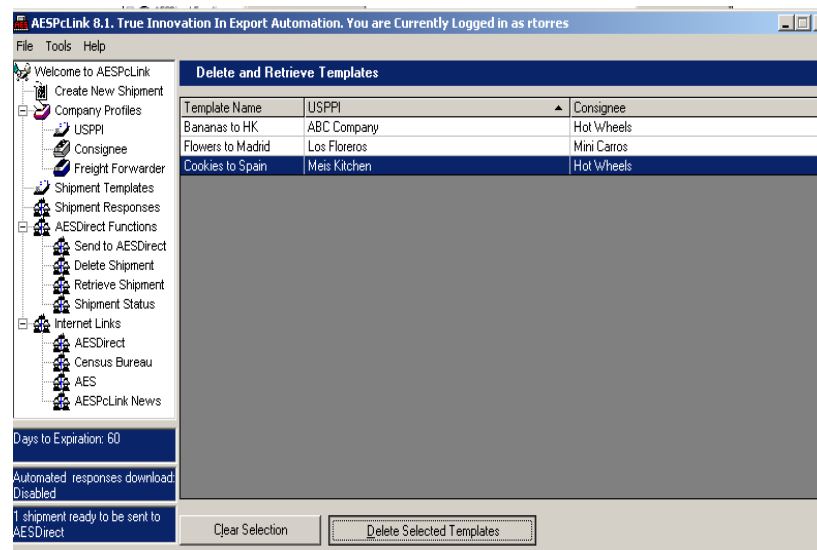 AESPcLink 8.1. True Innovation In Export Automation. You are Currently Logged in as rtorres
File Tools Help
Welcome to AESPcLink
Create New Shipment
Company Profiles
USPPI
Consignee
Freight Forwarder
Shipment Templates
Shipment Responses
AESDirect Functions
Send to AESDirect
Delete Shipment
Retrieve Shipment
Shipment Status
Internet Links
AESDirect
Census Bureau
AES
AESPcLink News
Days to Expiration: 60
Automated responses download:
Disabled
1 shipment ready to be sent to
AESDirect
Delete and Retrieve Templates
Template Name USPPI Consignee
Bananas to HK ABC Company Hot Wheels
Flowers to Madrid Los Floreros Mini Carros
Cookies to Spain Meis Kitchen Hot Wheels
Clear Selection Delete Selected Templates